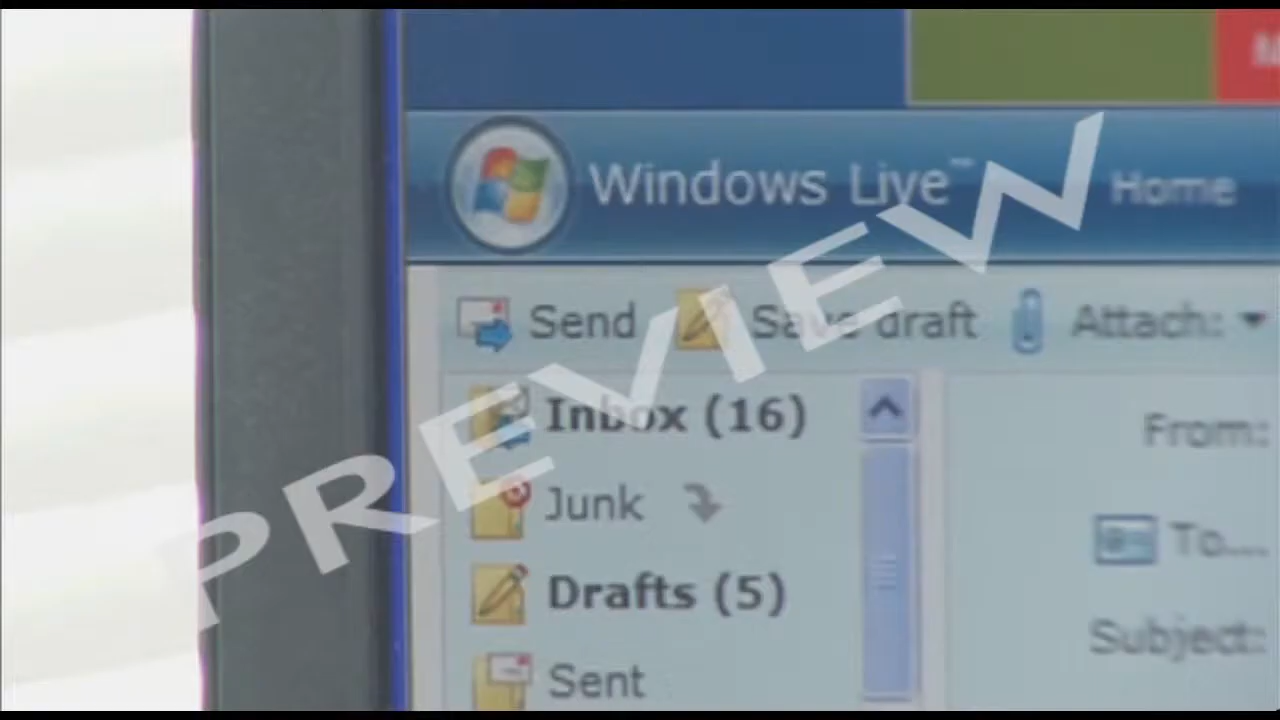 Windows Live™ Home
Send Save draft Attach:
Inbox (16)
From:
Junk
To...
Drafts (5)
Subject:
Sent
PREVIEW